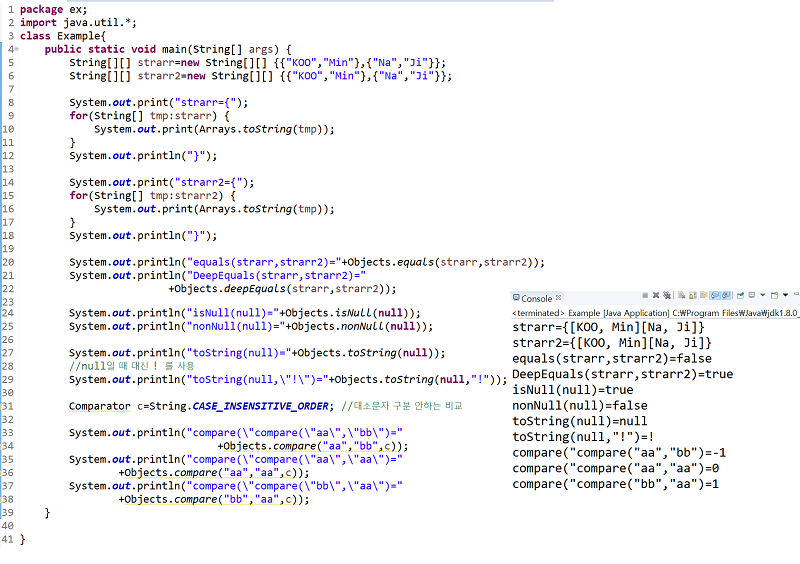 1 package ex;
2 import java.util.*;
3 class Example{
4 public static void main(String[] args) {
5 String[][] strarr=new String[][] {{"KOO","Min"},{"Na","Ji"}};
6 String[][] strarr2=new String[][] {{"KOO","Min"},{"Na","Ji"}};
7
8 System.out.print("strarr={");
9 for(String[] tmp:strarr) {
10 System.out.print(Arrays.toString(tmp));
11 }
12 System.out.println("}");
13
14 System.out.print("strarr2={");
15 for(String[] tmp:strarr2) {
16 System.out.print(Arrays.toString(tmp));
17 }
18 System.out.println("}");
19
20 System.out.println("equals(strarr,strarr2)="+Objects.equals(strarr,strarr2));
21 System.out.println("DeepEquals(strarr,strarr2)="
22 +Objects.deepEquals(strarr,strarr2));
23
24 System.out.println("isNull(null)="+Objects.isNull(null));
25 System.out.println("nonNull(null)="+Objects.nonNull(null));
26
27 System.out.println("toString(null)="+Objects.toString(null));
28 //null일 때 대신 ! 를 사용
29 System.out.println("toString(null,\"!\")="+Objects.toString(null,"!"));
30
31 Comparator c=String.CASE_INSENSITIVE_ORDER; //대소문자 구분 안하는 비교
32
33 System.out.println("compare(\"compare(\"aa\",\"bb\")="
34 +Objects.compare("aa","bb",c));
35 System.out.println("compare(\"compare(\"aa\",\"aa\")="
36 +Objects.compare("aa","aa",c));
37 System.out.println("compare(\"compare(\"bb\",\"aa\")="
38 +Objects.compare("bb","aa",c));
39 }
40
41 }
Console
<terminated> Example [Java Application] C:₩Program Files₩Java₩jdk1.8.0_
strarr={[KOO, Min][Na, Ji]}
strarr2={[KOO, Min][Na, Ji]}
equals(strarr,strarr2)=false
DeepEquals(strarr,strarr2)=true
isNull(null)=true
nonNull(null)=false
toString(null)=null
toString(null,"!")=!
compare("compare("aa","bb")=-1
compare("compare("aa","aa")=0
compare("compare("bb","aa")=1